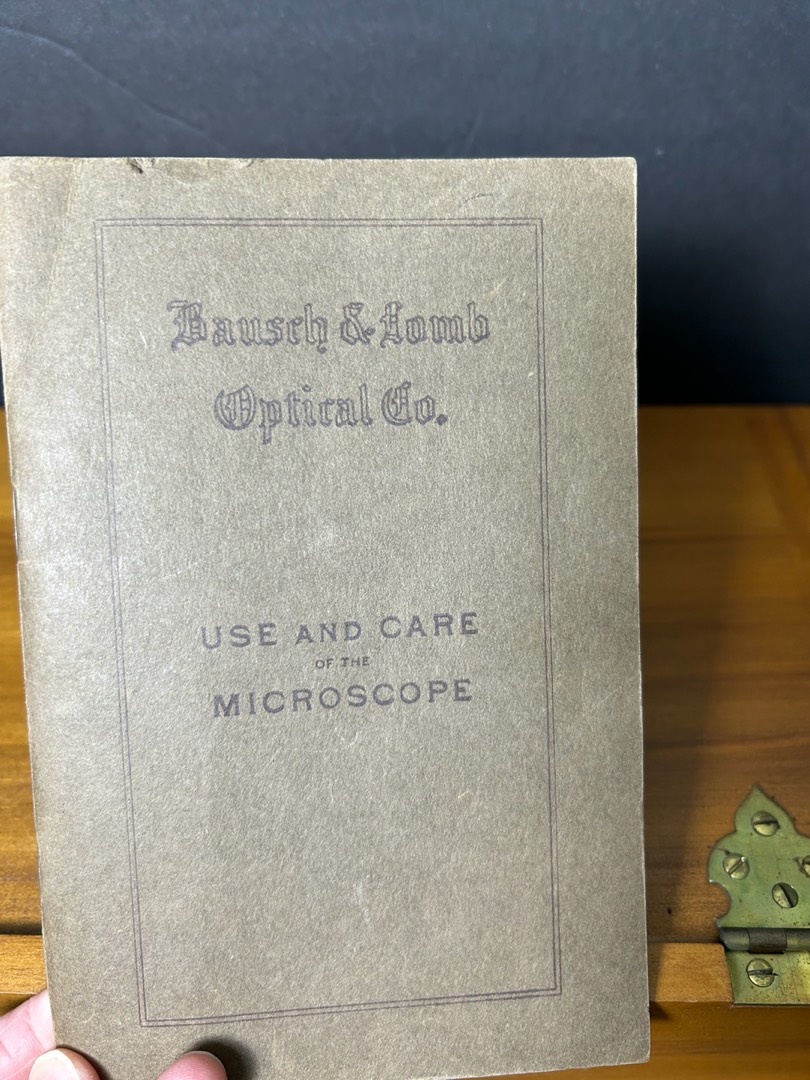 Bausch & Lomb
Optical Co.
USE AND CARE
OF THE
MICROSCOPE